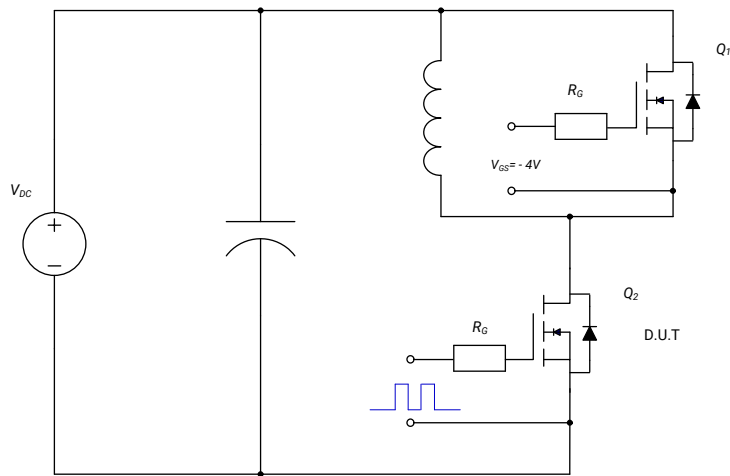 Q1
RG
VGS= - 4V
VDC
Q2
RG
D.U.T